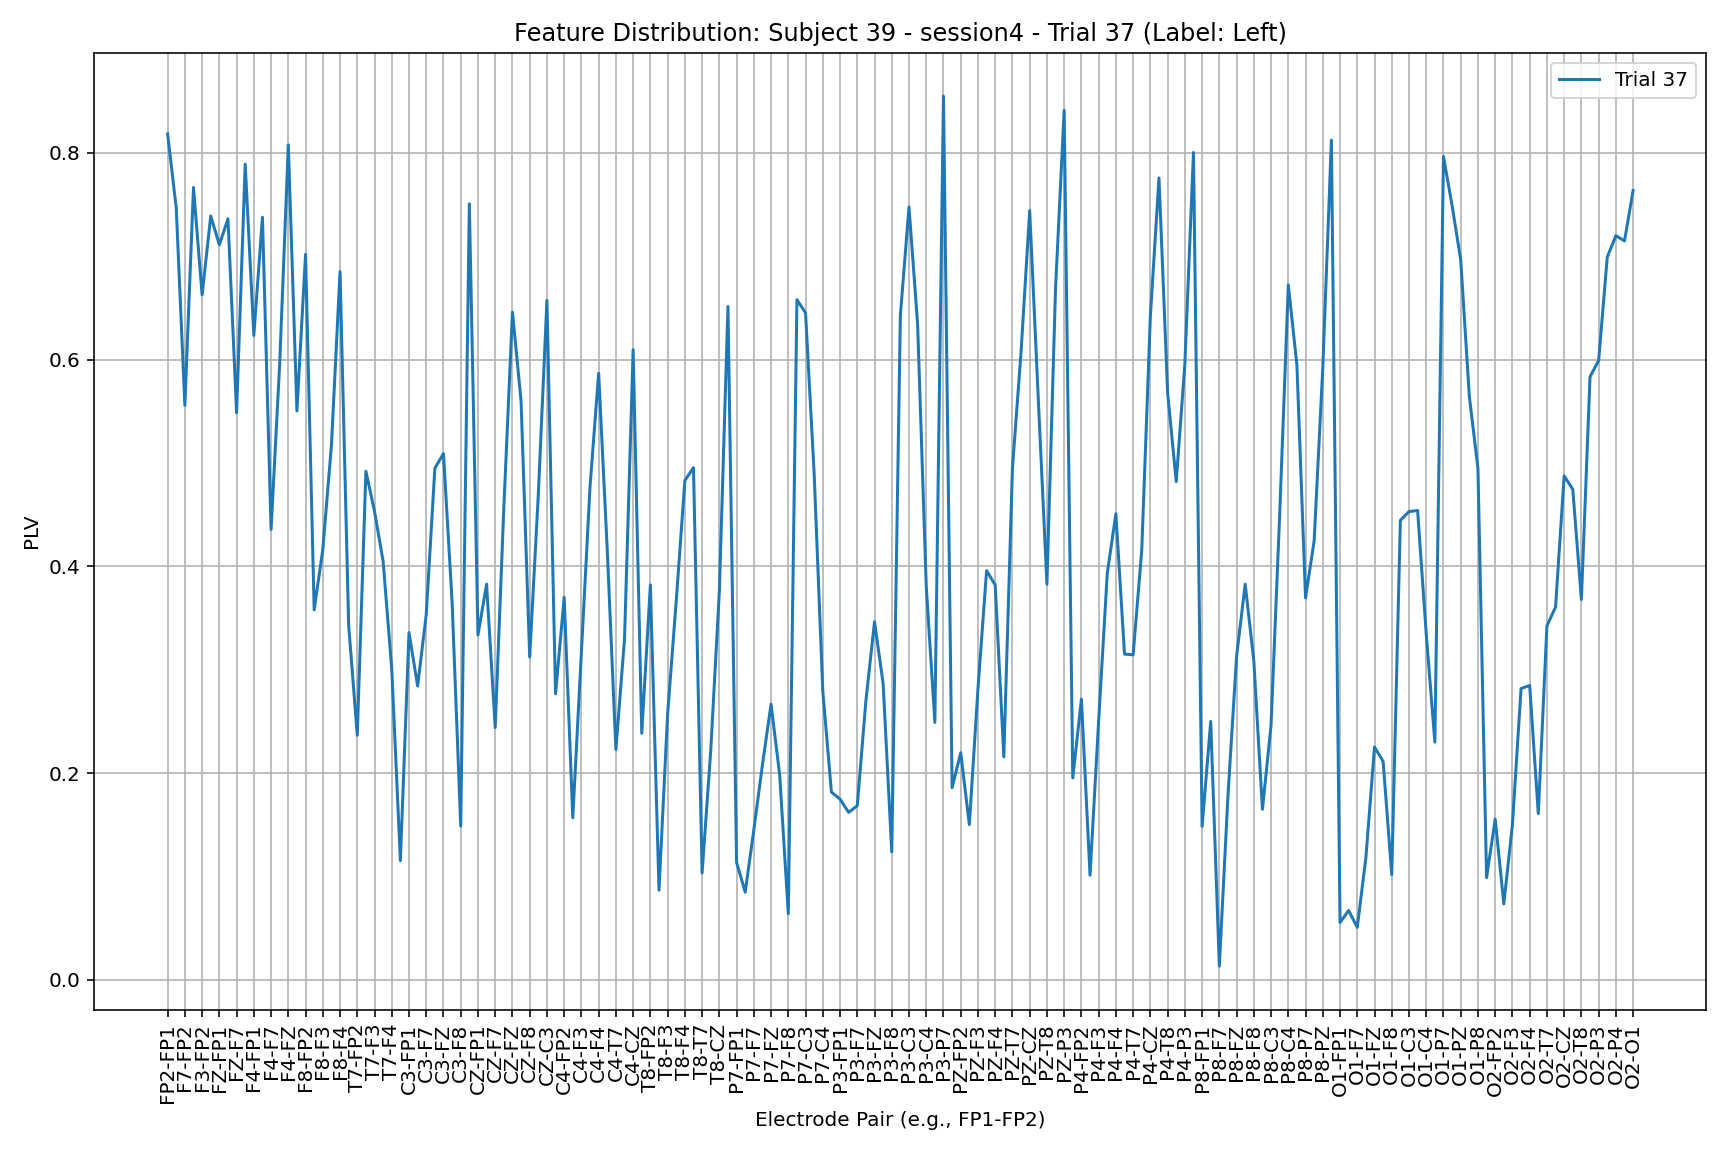 Feature Distribution: Subject 39 - session4 - Trial 37 (Label: Left)
Trial 37
PLV
0.8
0.6
0.4
0.2
0.0
FP2-FP1
F7-FP2
F3-FP2
FZ-FP1
FZ-F7
F4-FP1
F4-F7
F4-FZ
F8-FP2
F8-F3
F8-F4
T7-FP2
T7-F3
T7-F4
C3-FP1
C3-F7
C3-FZ
C3-F8
CZ-FP1
CZ-F7
CZ-FZ
CZ-F8
CZ-C3
C4-FP2
C4-F3
C4-F4
C4-T7
C4-CZ
T8-FP2
T8-F3
T8-F4
T8-T7
T8-CZ
P7-FP1
P7-F7
P7-FZ
P7-F8
P7-C3
P7-C4
P3-FP1
P3-F7
P3-FZ
P3-F8
P3-C3
P3-C4
P3-P7
PZ-FP2
PZ-F3
PZ-F4
PZ-T7
PZ-CZ
PZ-T8
PZ-P3
P4-FP2
P4-F3
P4-F4
P4-T7
P4-CZ
P4-T8
P4-P3
P8-FP1
P8-F7
P8-FZ
P8-F8
P8-C3
P8-C4
P8-P7
P8-PZ
O1-FP1
O1-F7
O1-FZ
O1-F8
O1-C3
O1-C4
O1-P7
O1-PZ
O1-P8
O2-FP2
O2-F3
O2-F4
O2-T7
O2-CZ
O2-T8
O2-P3
O2-P4
O2-O1
Electrode Pair (e.g., FP1-FP2)